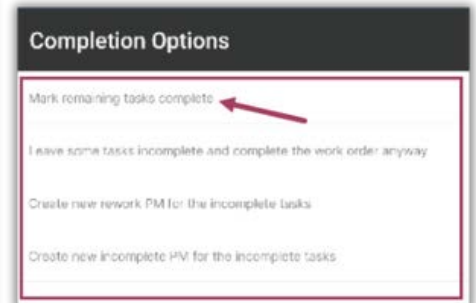 Completion Options
Mark remaining tasks complete
Leave some tasks incomplete and complete the work order anyway
Create new rework PM for the incomplete tasks
Create new incomplete PM for the incomplete tasks